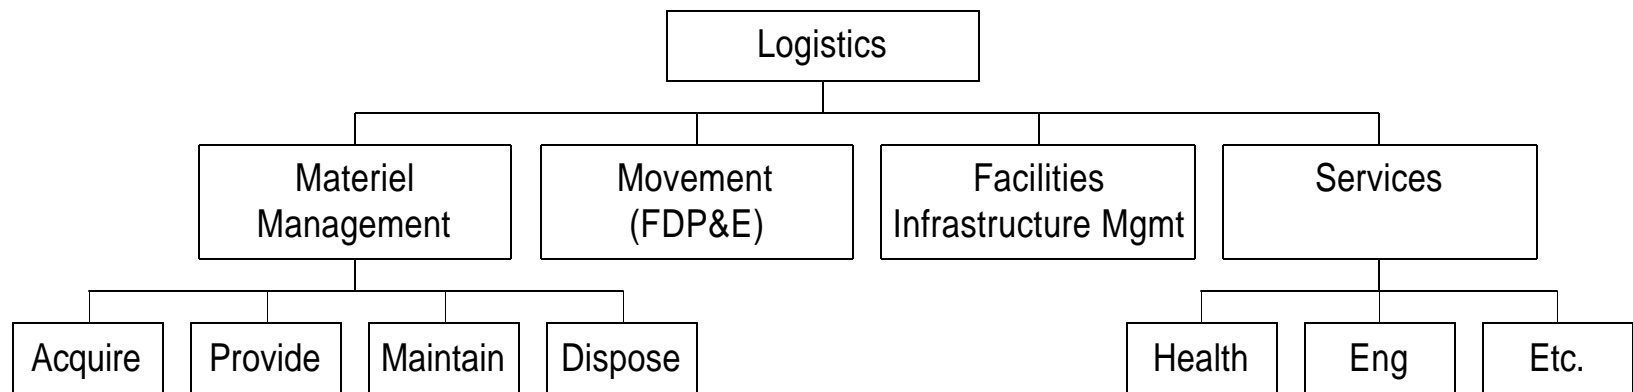 Logistics
Materiel
Management
Movement
(FDP&E)
Facilities
Infrastructure Mgmt
Services
Acquire
Provide
Maintain
Dispose
Health
Eng
Etc.